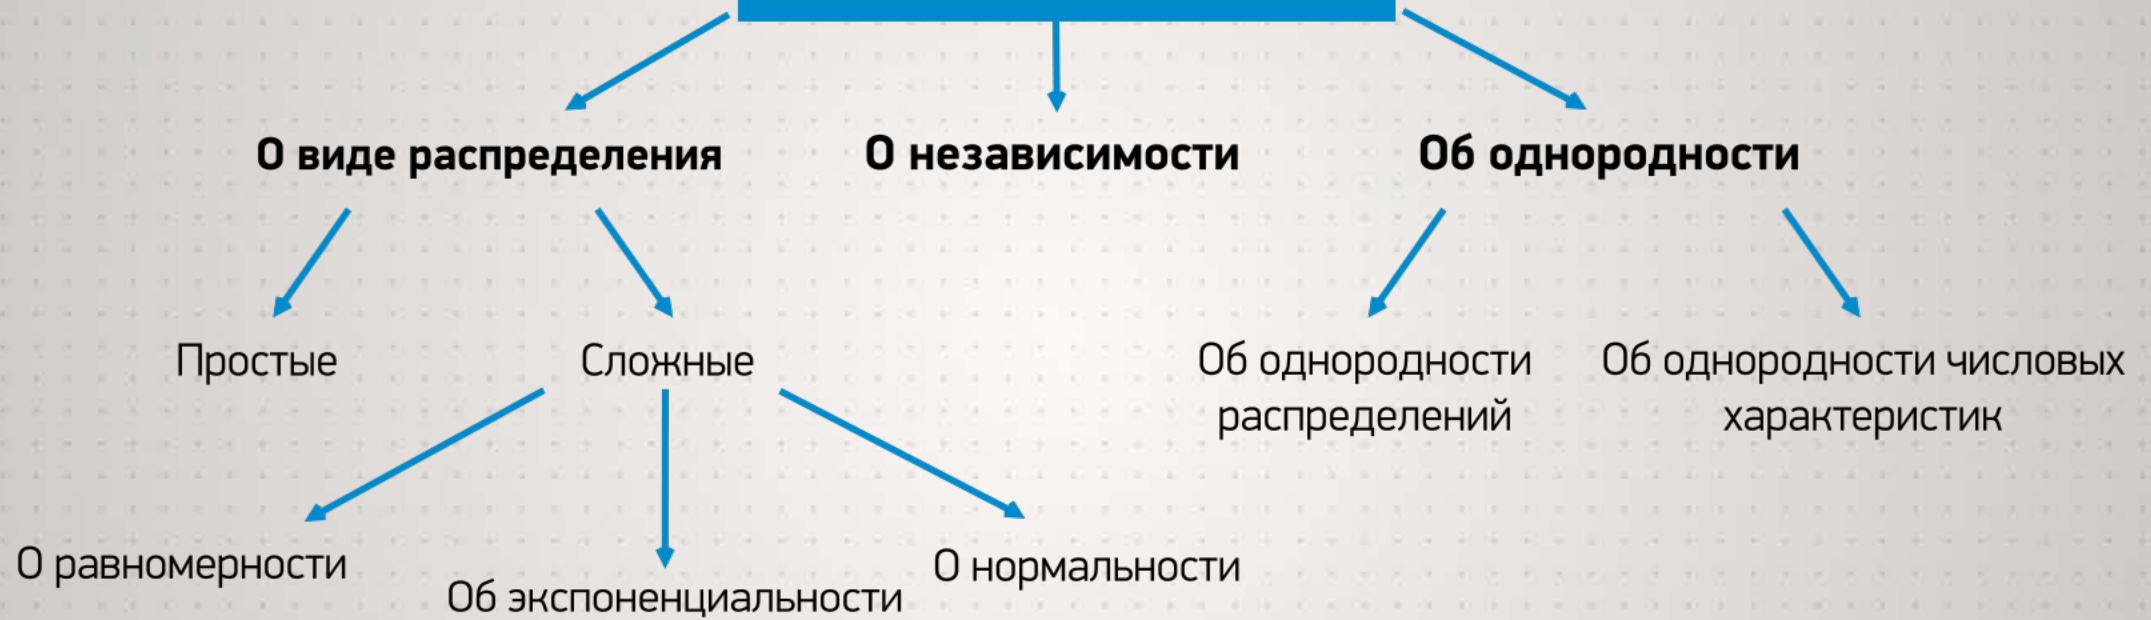 О виде распределения
О независимости
Об однородности
Простые
Сложные
Об однородности
распределений
Об однородности числовых
характеристик
О равномерности
Об экспоненциальности
О нормальности